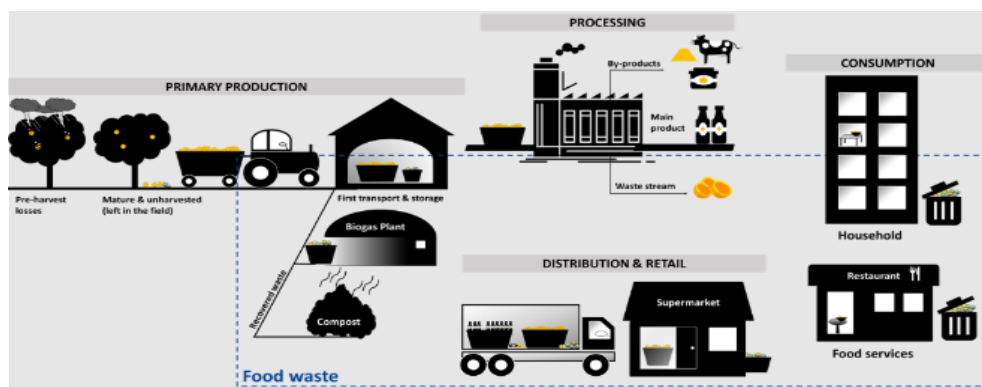 PROCESSING
By-products
Main
product
Waste stream
CONSUMPTION
Household
Restaurant
Food services
PRIMARY PRODUCTION
Pre-harvest
losses
Mature & unharvested
(left in the field)
First transport & storage
Biogas Plant
Recovered waste
Compost
DISTRIBUTION & RETAIL
Supermarket
Food waste